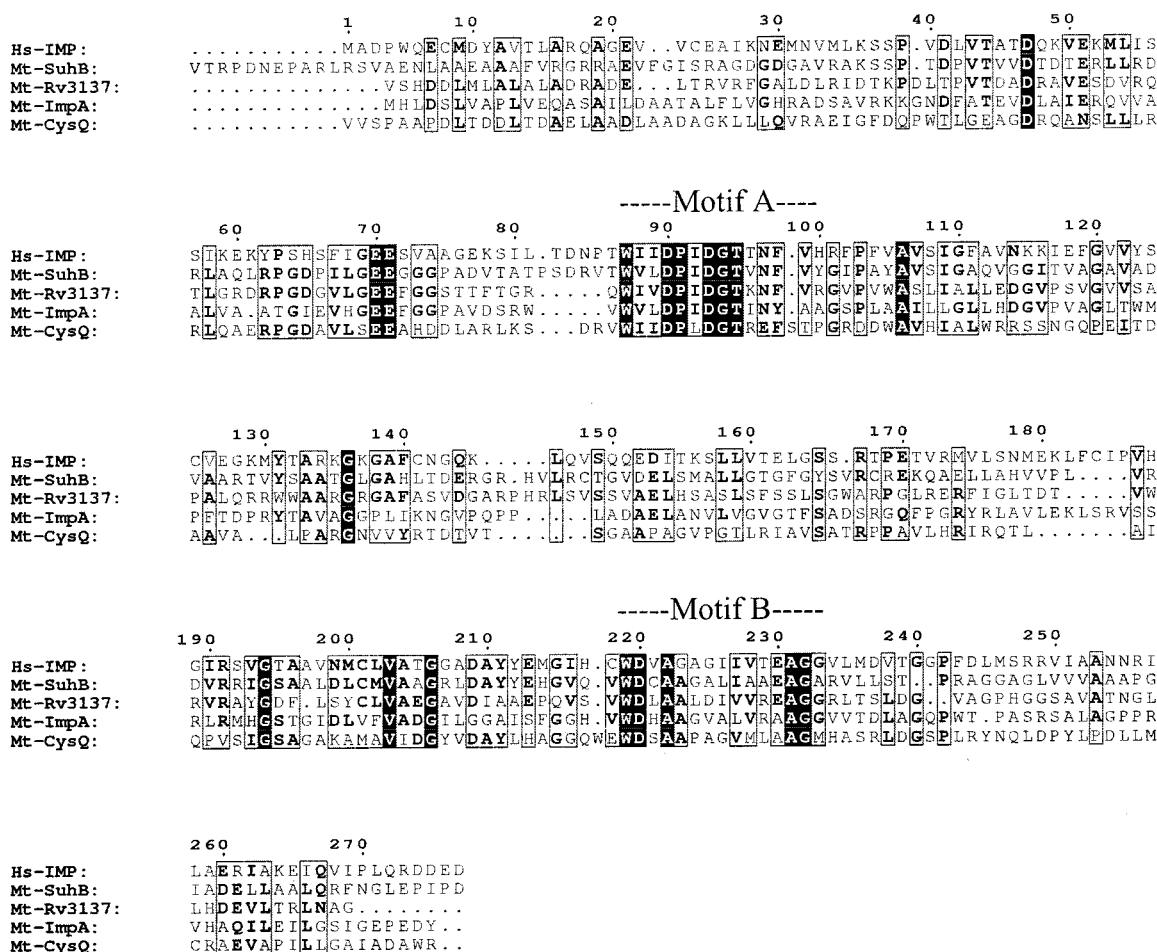 1 10 20 30 40 50
Hs-IMP: ...........MADPWQECMDYAVTLARQAGEV..VCEAIKNEMNVMLKSSP.VDLVTATDQKVEKMLIS
Mt-SuhB: VTRPDNEPARLRSVAENLAAEAAAFVRGRRAEVFGISRAGDGDGAVRAKSSP.TDPVTVVDTDTERLLRD
Mt-Rv3137: ..............VSHDDLMLALALADRADE..LTRVRFGALDLRIDTKPDLTPVTDADRAVESDVRQ
Mt-ImpA: ............MHLDSLVAPLVEQASAILDAATALFLVGHRADSAVRKKGNDFATEVDLAIERQVVA
Mt-CysQ: ..........VVSPAAPDLTDDLTDAELAADLAADAGKLLLQVRAEIGFDQPWTLGEAGDRQANSLLLR
-----Motif A----
60 70 80 90 100 110 120
Hs-IMP: SIKEKYPSHSFIGEESVAAGEKSIL.TDNPTWIIDPIDGTTNF.VHRFPFVAVSIGFAVNKKIEFGVVYS
Mt-SuhB: RLAQLRPGDPILGEEGGGPADVTATPSDRVTWVLDPIDGTVNF.VYGIPAYAVSIGAQVGGITVAGAVAD
Mt-Rv3137: TLGRDRPGDGVLGEEFGGSTTFTGR.....QWIVDPIDGTKNF.VRGVPVWASLIALLEDGVPSVGVVSA
Mt-ImpA: ALVA.ATGIEVHGEEFGGPAVDSRW.....VWVLDPIDGTINY.AAGSPLAAILLGLLHDGVPVAGLTWM
Mt-CysQ: RLQAERPGDAVLSEEAHDDLARLKS...DRVWIIDPLDGTREFSTPGRDDWAVHIALWRRSSNGQPEITD
130 140 150 160 170 180
Hs-IMP: CVEGKMYTARKGKGAFCNGQK.....LQVSQQEDITKSLLVTELGSS.RTPETVRMVLSNMEKLFCIPVH
Mt-SuhB: VAARTVYSAATGLGAHLTDERGR.HVLRCTGVDELSMALLGTGFGYSVRCREKQAELLAHVVPL...VR
Mt-Rv3137: PALQRRWWAARGRGAFASVDGARPHRLSVSSVAELHSASLSFSSLSGWARPGLRERFIGLTDT....VW
Mt-ImpA: PFTDPRYTAVAGGPLIKNGVPQPP....LADAELANVLVGVGTFSADSRGQFPGRYRLAVLEKLSRVSS
Mt-CysQ: AAVA...LPARGNVVYRTDTVT.....SGAAPAGVPGTLRIAVSATRPPAVLHRIRQTL......AI
-----Motif B-----
190 200 210 220 230 240 250
Hs-IMP: GIRSVGTAAVNMCLVATGGADAYYEMGIH.CWDVAGAGIIVTEAGGVLMDVTGGPFDLMSRRVIAANNRI
Mt-SuhB: DVRRIGSAALDLCMVAAGRLDAYYEHGVQ.VWDCAAGALIAAEAGARVLLST..PRAGGAGLVVVAAAPG
Mt-Rv3137: RVRAYGDF.LSYCLVAEGAVDIAAEPQVS.VWDLAALDIVVREAGGRLTSLDG...VAGPHGGSAVATNGL
Mt-ImpA: RLRMHGSTGIDLVFVADGILGGAISFGGH.VWDHAAGVALVRAAGGVVTDLAGQPWT.PASRSALAGPPR
Mt-CysQ: QPVSIGSAGAKAMAVIDGYVDAYLHAGGQWEWDSAAPAGVMLAAGMHASRLDGSPLRYNQLDPYLPDLLM
260 270
Hs-IMP: LAERIAKEIQVIPLQRDDED
Mt-SuhB: IADELLAALQRFNGLEPIPD
Mt-Rv3137: LHDEVLTRLNAG........
Mt-ImpA: VHAQILEILGSIGEPEDY..
Mt-CysQ: CRAEVAPILLGAIADAWR..